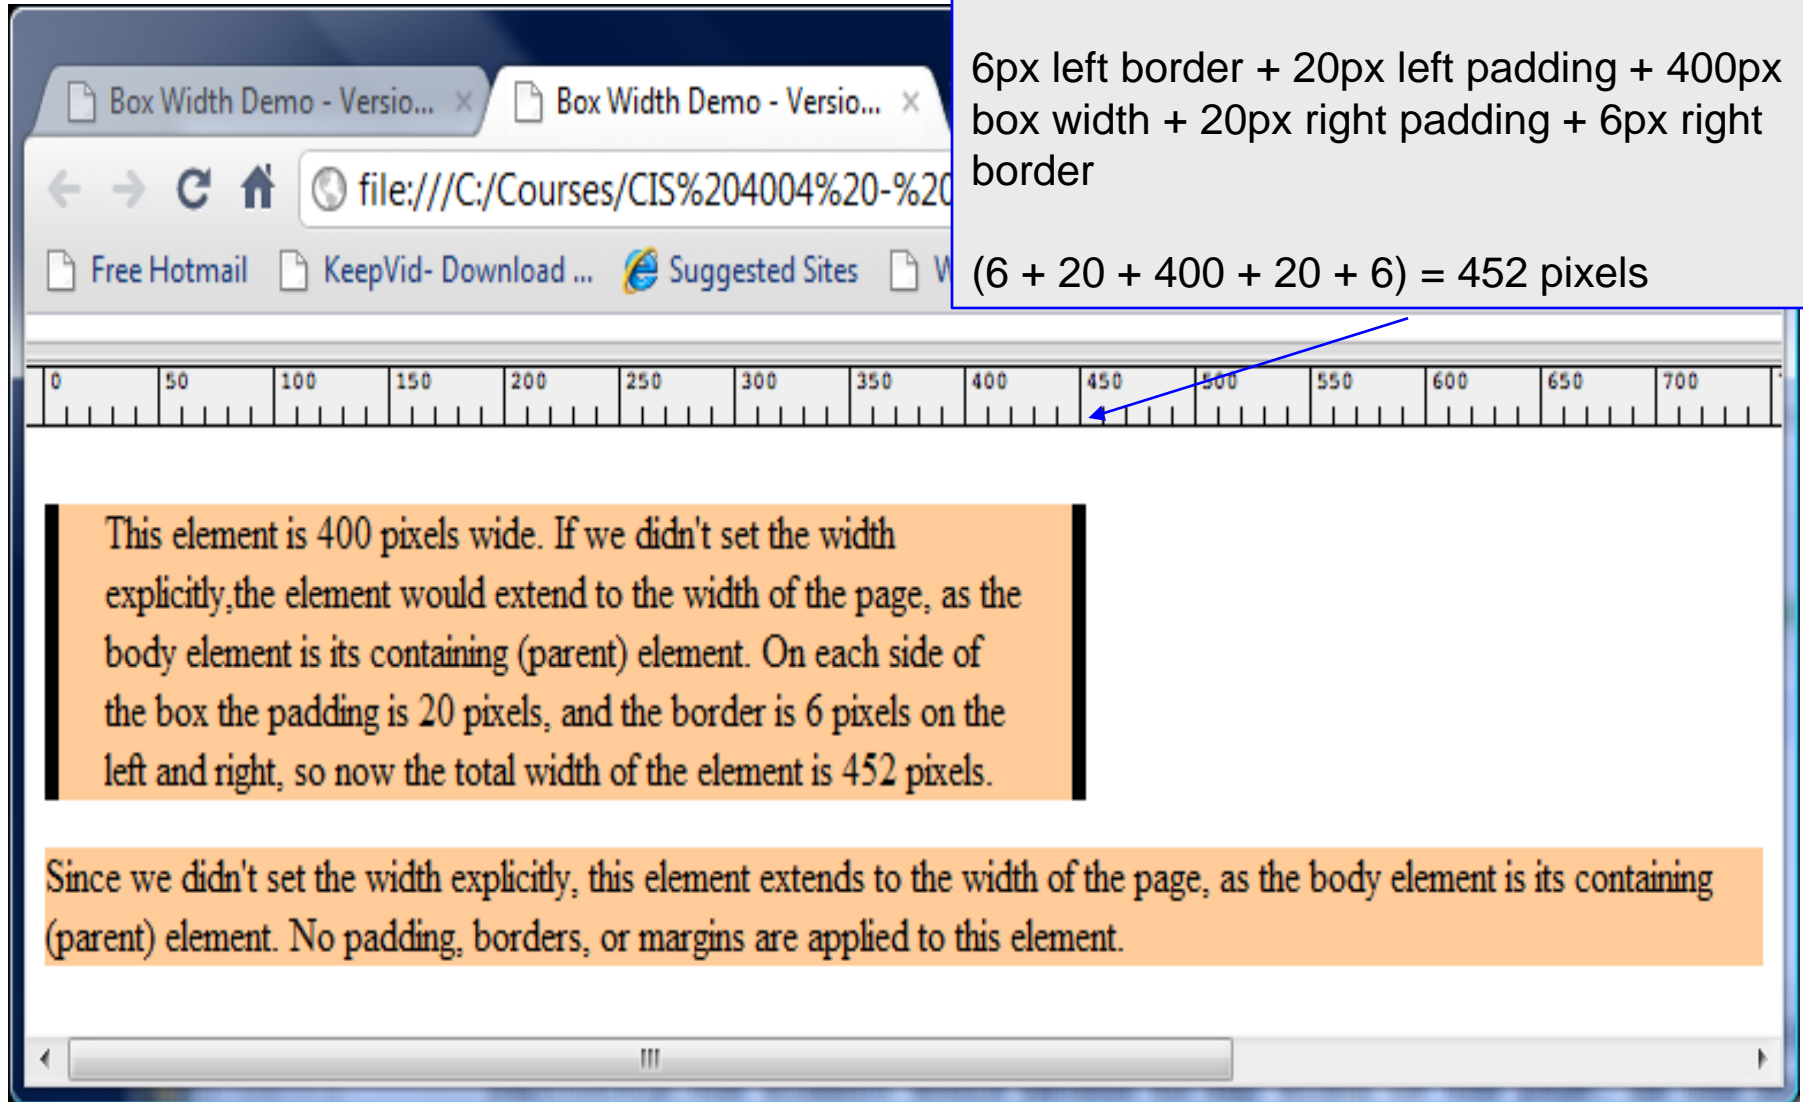 6px left border + 20px left padding + 400px
box width + 20px right padding + 6px right
border
(6 + 20 + 400 + 20 + 6) = 452 pixels
Box Width Demo - Versio...
Box Width Demo - Versio...
file:///C:/Courses/CIS%204004%20-%20
Free Hotmail
KeepVid- Download ...
Suggested Sites
0 50 100 150 200 250 300 350 400 450 500 550 600 650 700
This element is 400 pixels wide. If we didn't set the width
explicitly,the element would extend to the width of the page, as the
body element is its containing (parent) element. On each side of
the box the padding is 20 pixels, and the border is 6 pixels on the
left and right, so now the total width of the element is 452 pixels.
Since we didn't set the width explicitly, this element extends to the width of the page, as the body element is its containing
(parent) element. No padding, borders, or margins are applied to this element.